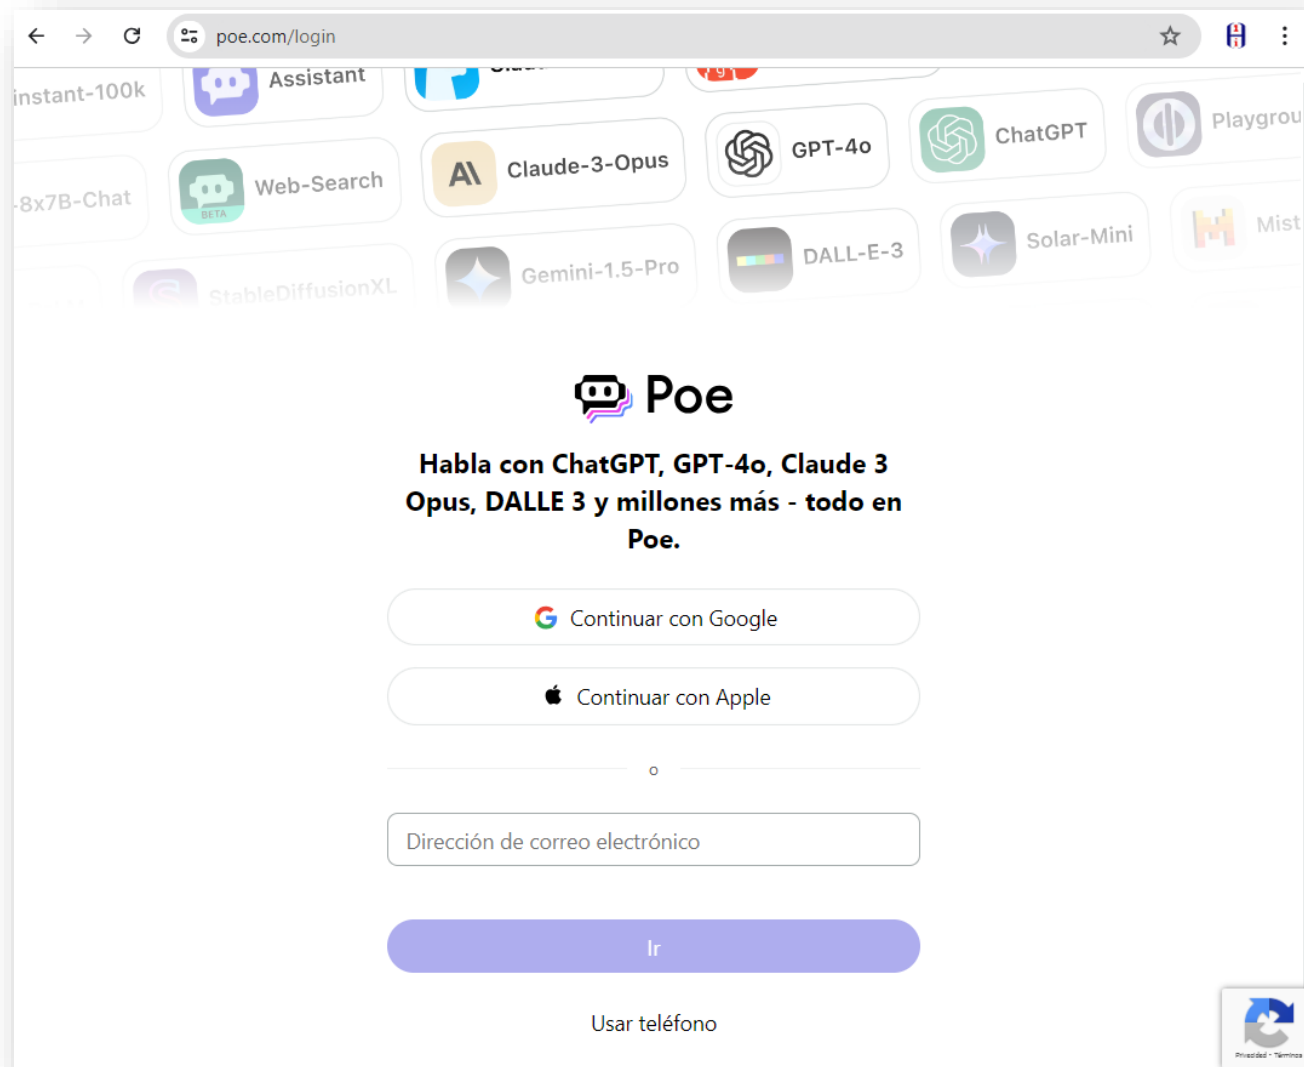 poe.com/login
instant-100k
Assistant
Claude-3-Opus
GPT-4o
ChatGPT
Playgrou
-8x7B-Chat
Web-Search
BETA
Gemini-1.5-Pro
DALL-E-3
Solar-Mini
Mist
StableDiffusionXL
Poe
Habla con ChatGPT, GPT-4o, Claude 3
Opus, DALLE 3 y millones más - todo en
Poe.
Continuar con Google
Continuar con Apple
o
Dirección de correo electrónico
Ir
Usar teléfono
Privacidad - Términos